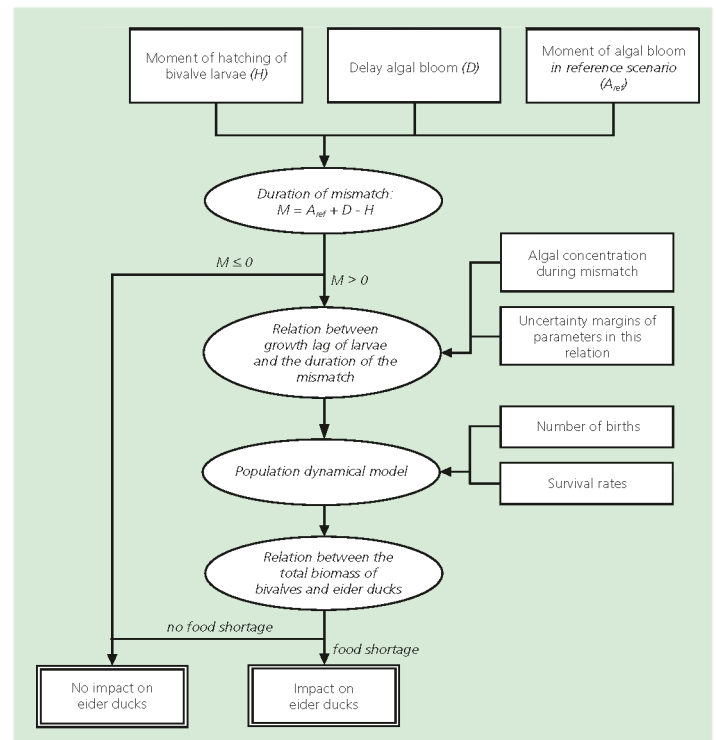 Moment of hatching of
bivalve larvae (H)
Delay algal bloom (D)
Moment of algal bloom
in reference scenario
(Aref)
Duration of mismatch:
M = Aref + D - H
M ≤ 0
M > 0
Algal concentration
during mismatch
Relation between
growth lag of larvae
and the duration of the
mismatch
Uncertainty margins of
parameters in this
relation
Number of births
Population dynamical model
Survival rates
Relation between the
total biomass of
bivalves and eider ducks
no food shortage
food shortage
No impact on
eider ducks
Impact on
eider ducks